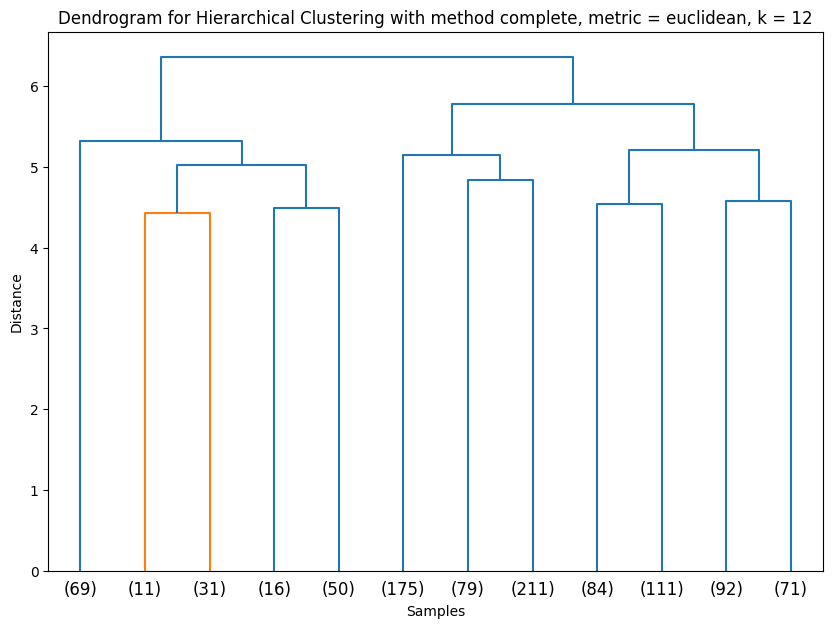 Dendrogram for Hierarchical Clustering with method complete, metric = euclidean, k = 12
6
5
4
3
2
1
0
Distance
(69) (11) (31) (16) (50) (175) (79) (211) (84) (111) (92) (71)
Samples